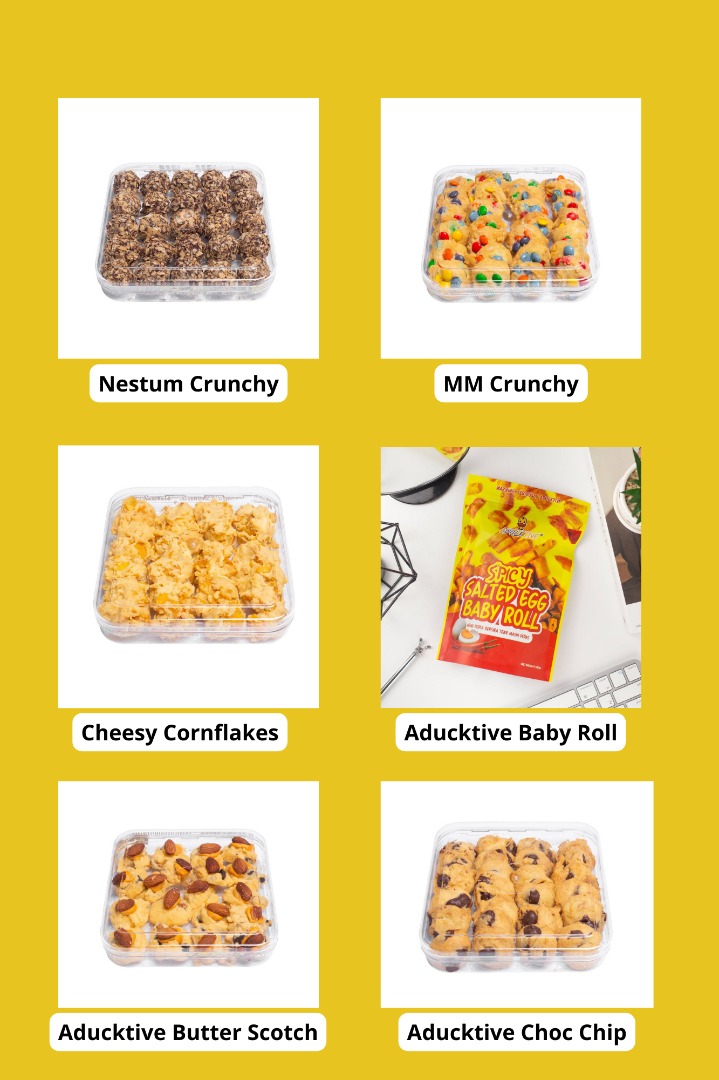 Nestum Crunchy
MM Crunchy
Cheesy Cornflakes
SPICY
SALTED EGG
BABY ROLL
Aducktive Baby Roll
Aducktive Butter Scotch
Aducktive Choc Chip